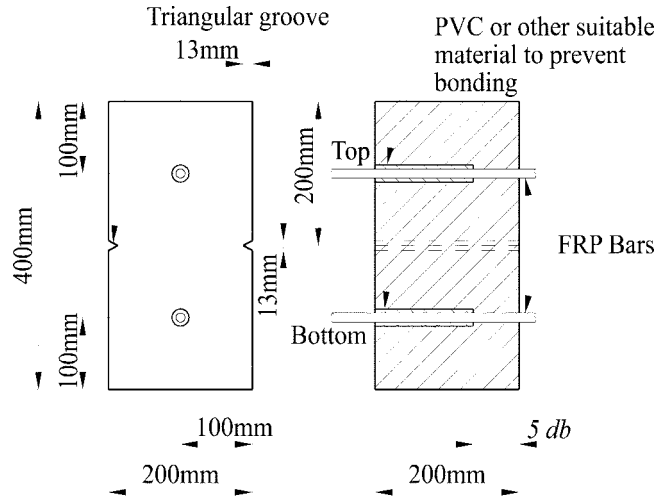 Triangular groove
13mm
PVC or other suitable
material to prevent
bonding
100mm
400mm
100mm
13mm
100mm
200mm
200mm
Top
FRP Bars
Bottom
5 db
200mm